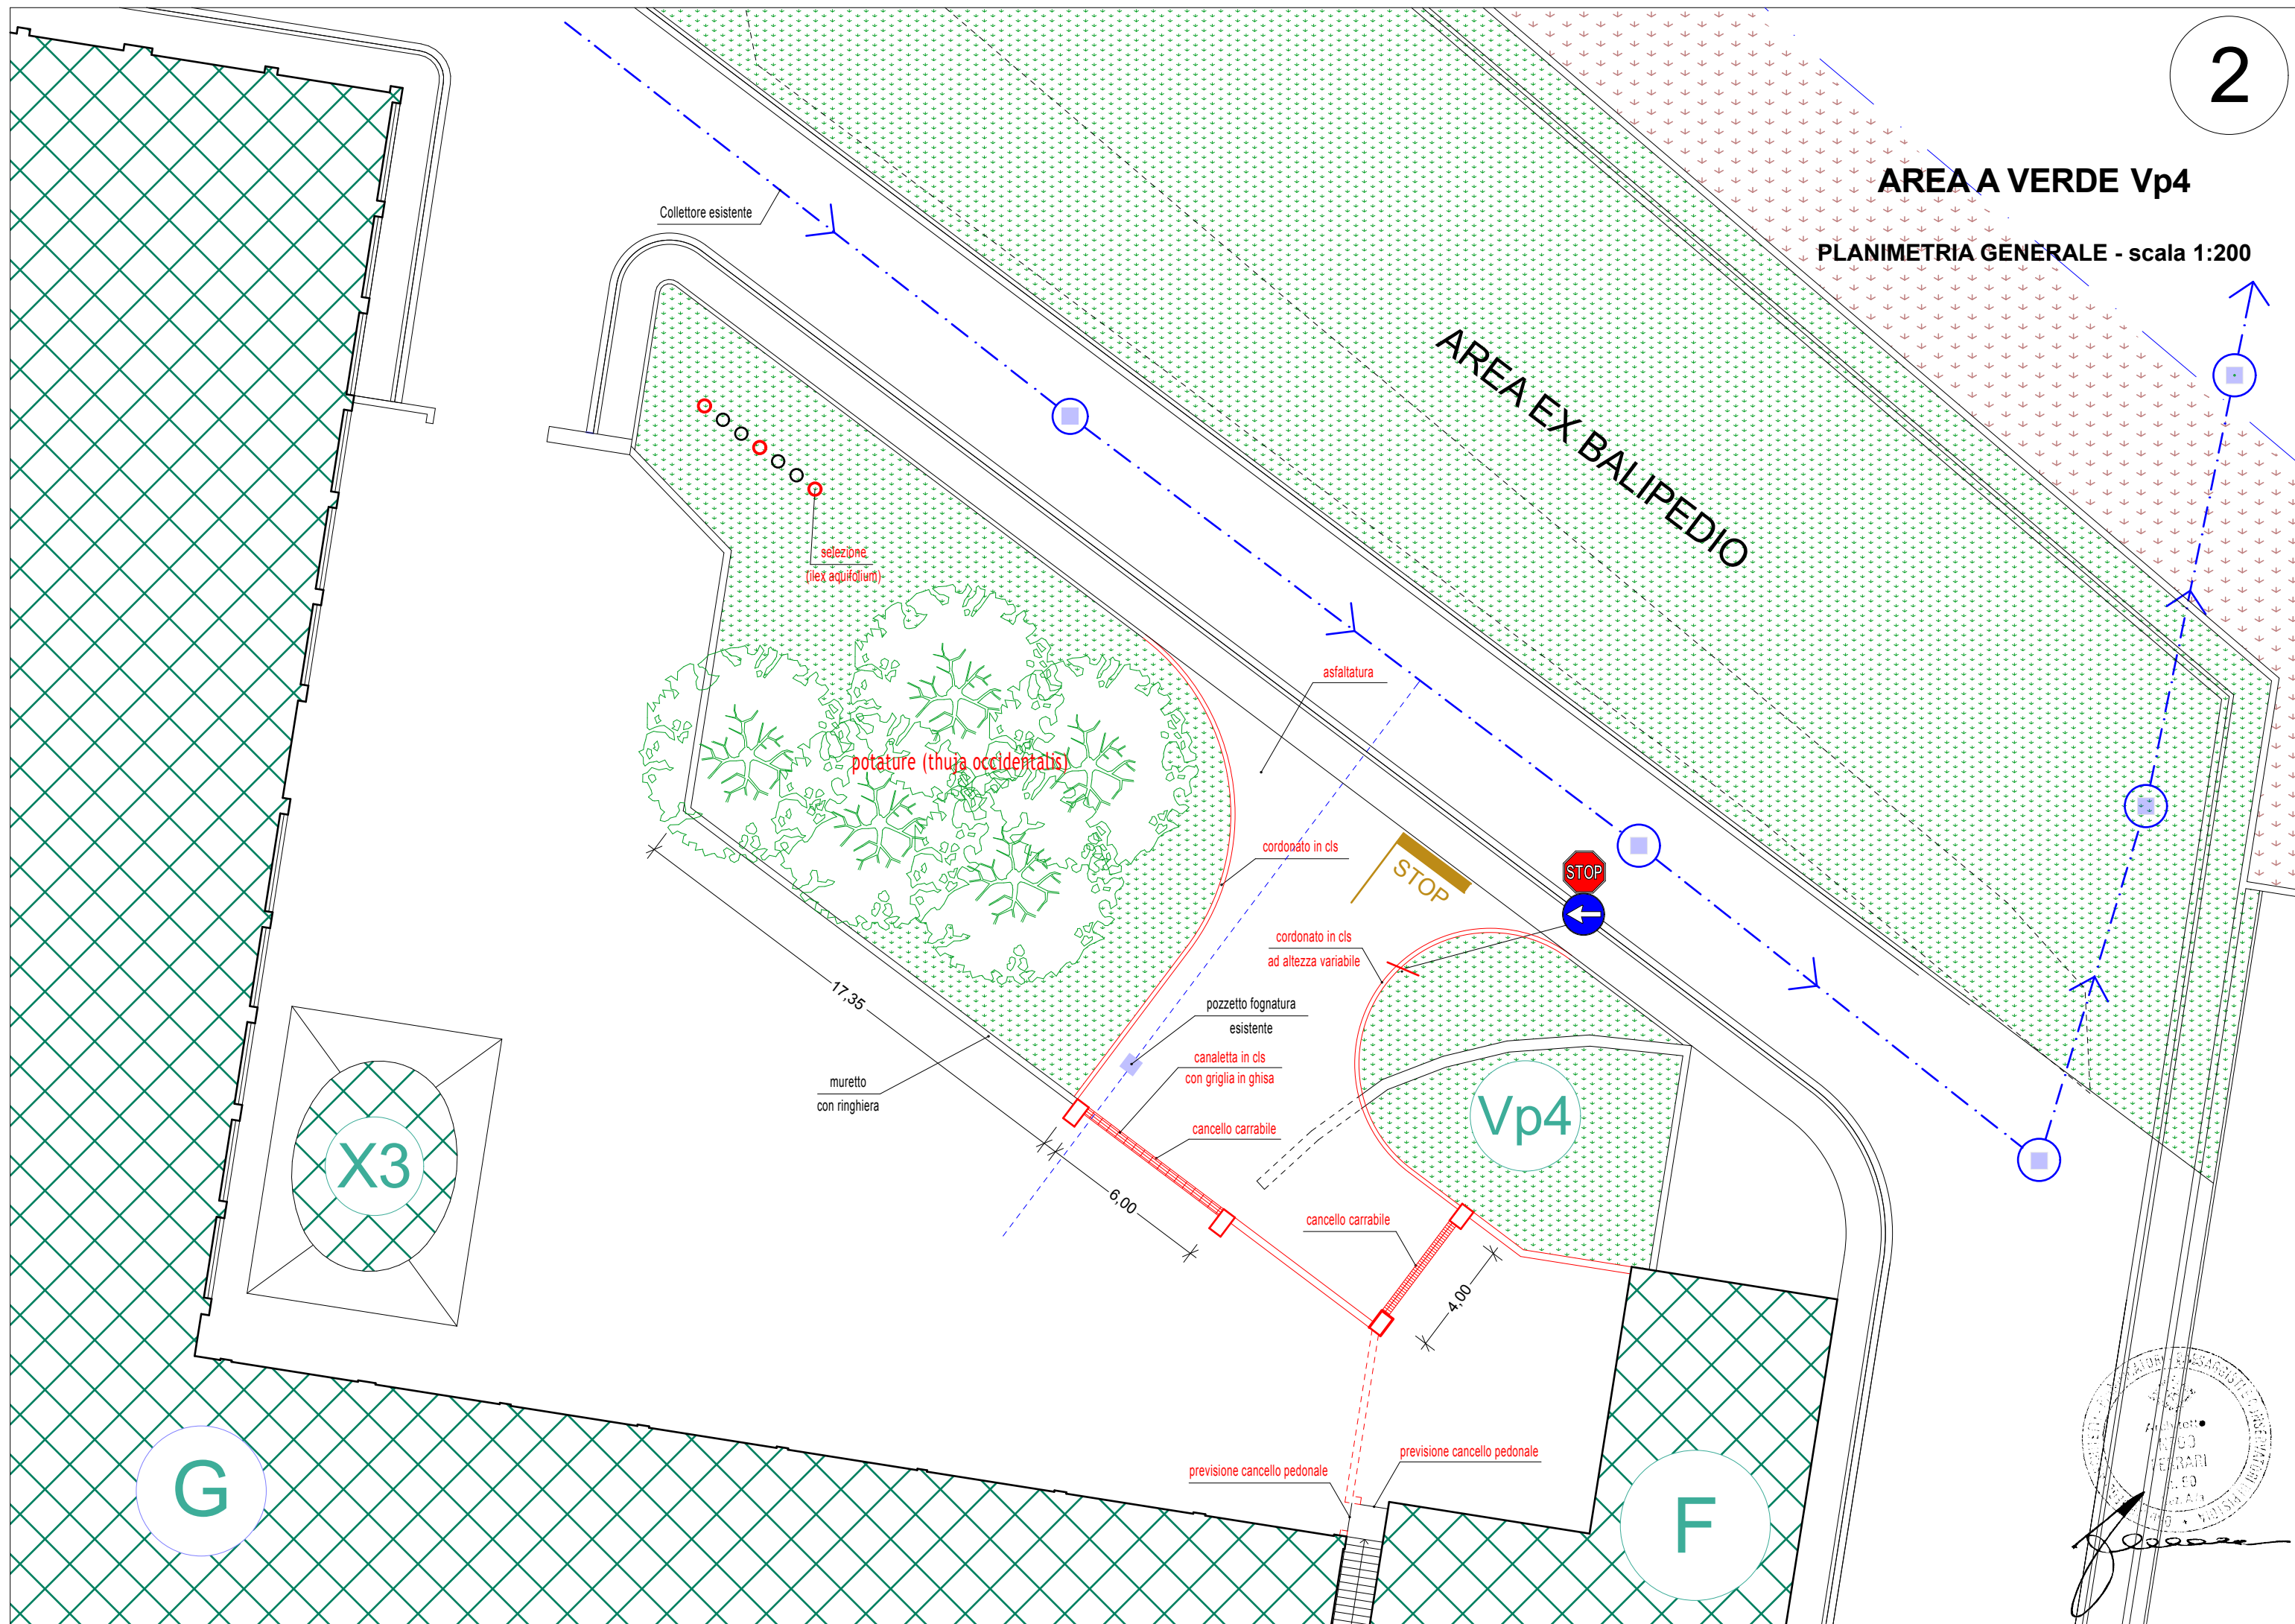 2
AREA A VERDE Vp4
PLANIMETRIA GENERALE - scala 1:200
Collettore esistente
AREA EX BALIPEDIO
selezione
(ilex aquifolium)
asfaltatura
potature (thuja occidentalis)
cordonato in cls
STOP
STOP
cordonato in cls
ad altezza variabile
17,35
pozzetto fognatura
esistente
canaletta in cls
con griglia in ghisa
muretto
con ringhiera
cancello carrabile
Vp4
X3
6,00
cancello carrabile
4,00
previsione cancello pedonale
previsione cancello pedonale
G
F